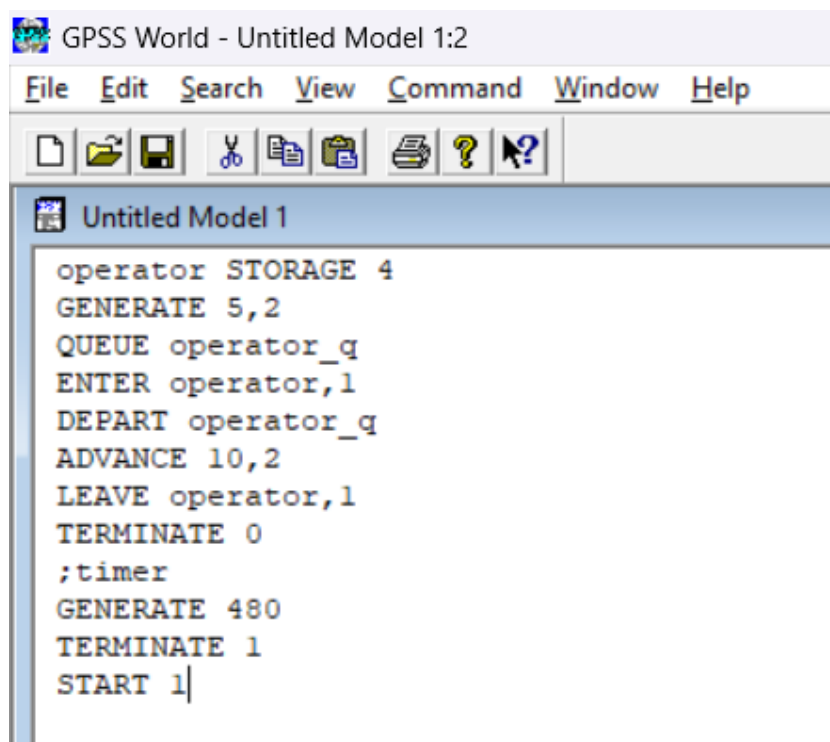 GPSS World - Untitled Model 1:2
File Edit Search View Command Window Help
Untitled Model 1
operator STORAGE 4
GENERATE 5,2
QUEUE operator_q
ENTER operator,1
DEPART operator_q
ADVANCE 10,2
LEAVE operator,1
TERMINATE 0
;timer
GENERATE 480
TERMINATE 1
START 1